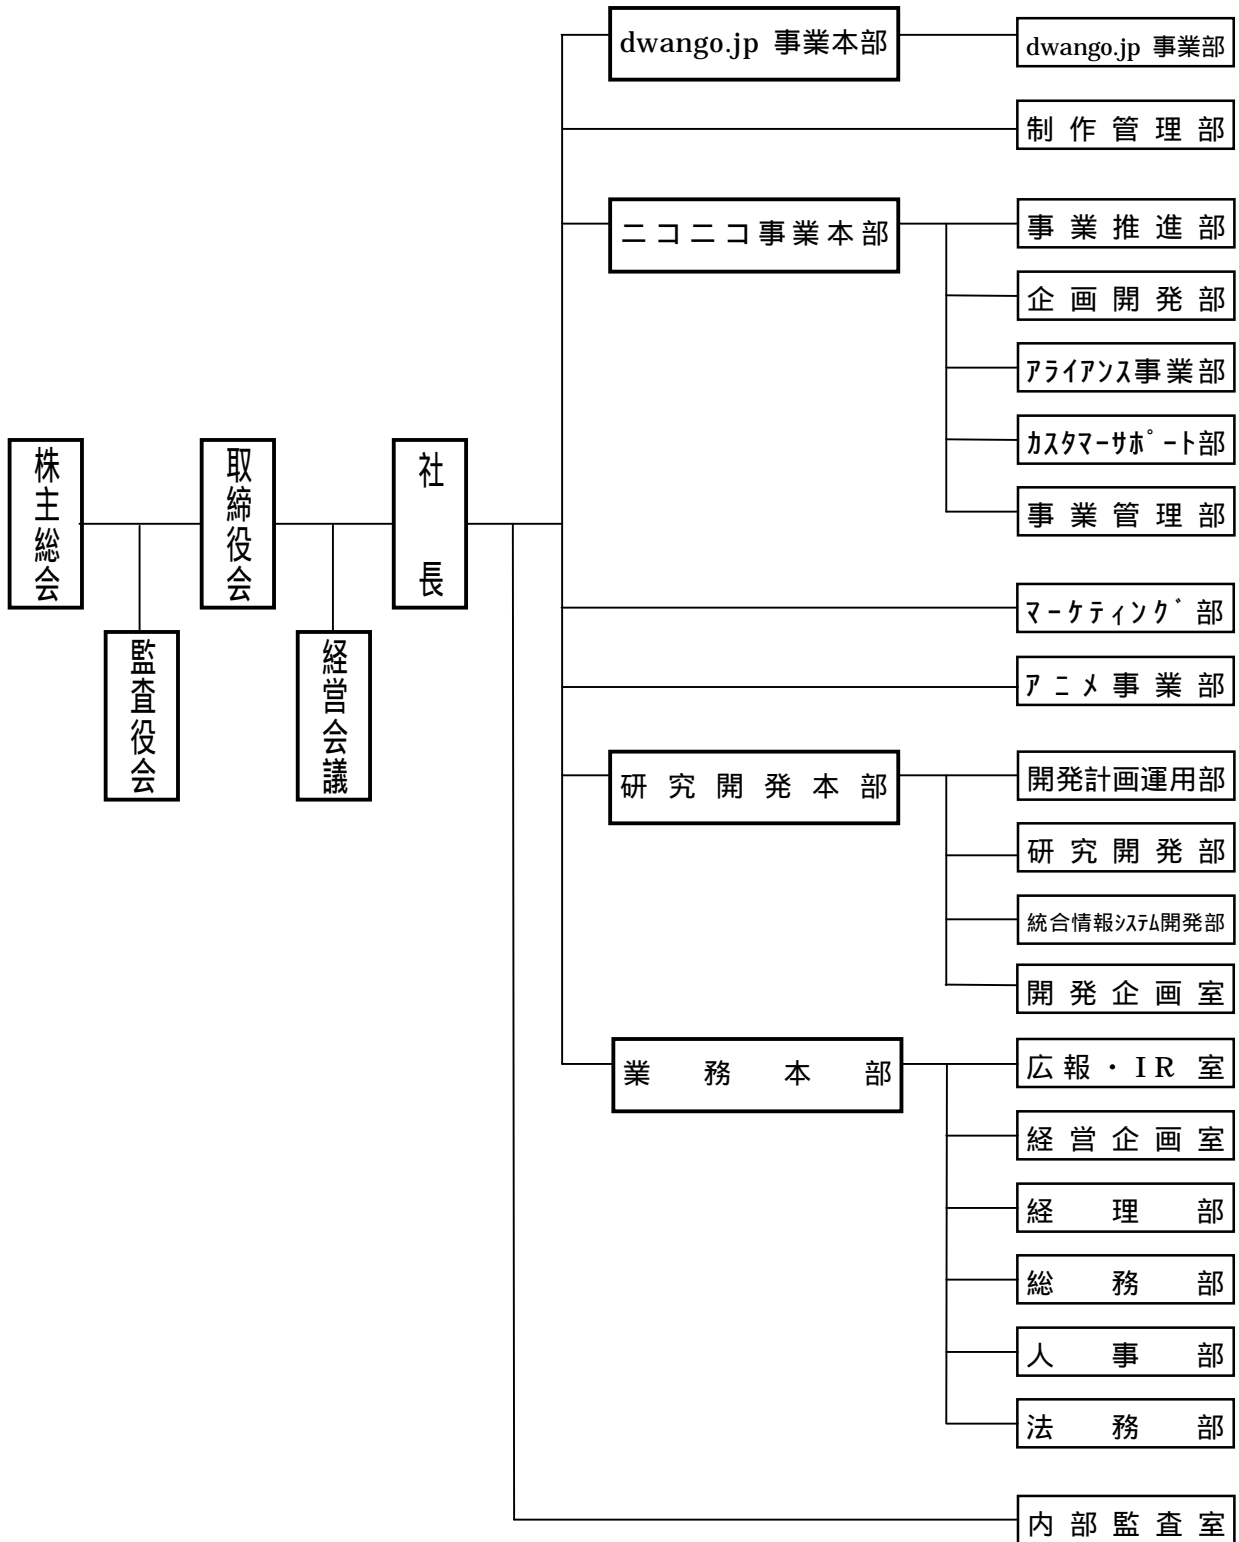 株主総会
監査役会
取締役会
経営会議
社長
dwango.jp 事業本部
dwango.jp 事業部
制作管理部
ニコニコ事業本部
事業推進部
企画開発部
ｱﾗｲｱﾝｽ事業部
ｶｽﾀﾏｰｻﾎﾟｰﾄ部
事業管理部
ﾏｰｹﾃｨﾝｸﾞ部
ｱﾆﾒ事業部
研究開発本部
開発計画運用部
研究開発部
統合情報ｼｽﾃﾑ開発部
開発企画室
業務本部
広報・IR 室
経営企画室
経理部
総務部
人事部
法務部
内部監査室